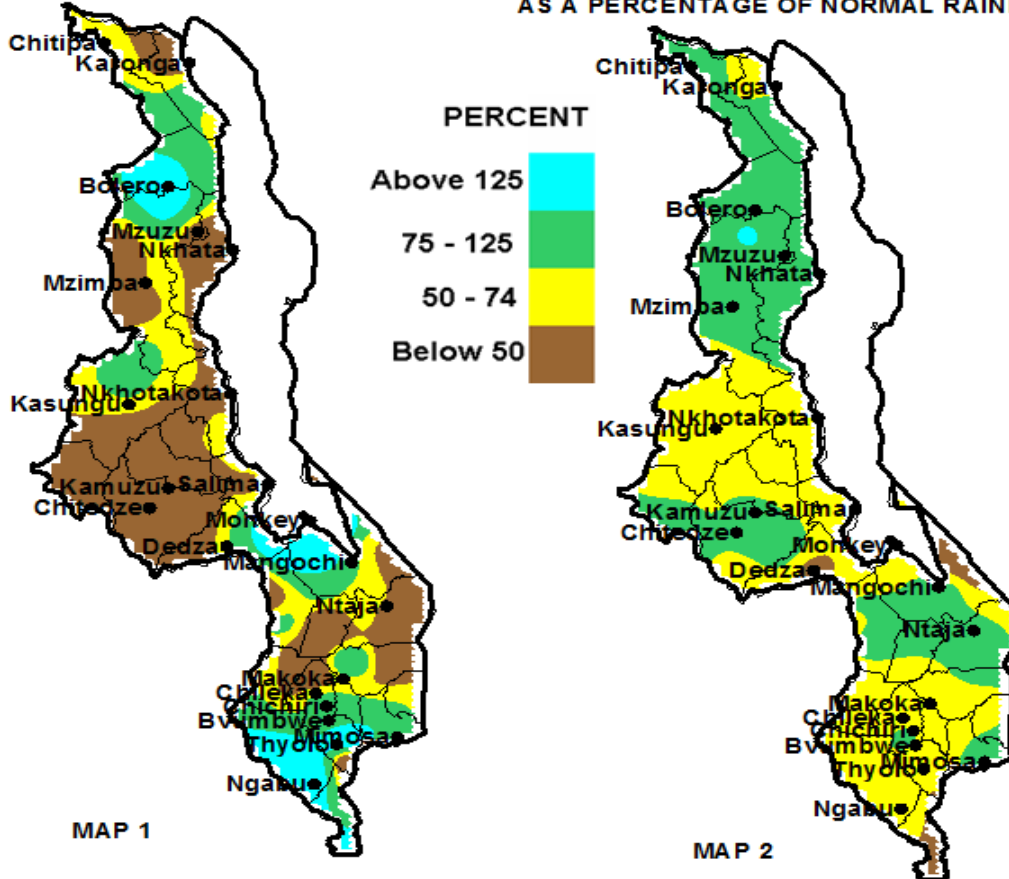 AS A PERCENTAGE OF NORMAL RAIN
Chitipa
Karonga
Bolero
Mzuzu
Nkhata
Mzimba
Nkhotakota
Kasungu
Kamuzu
Salima
Chitedze
Monkey
Dedza
Mangochi
Ntaja
Makoka
Chileka
Chichiri
Bvumbwe
Mimosa
Thyolo
Ngabu
MAP 1
PERCENT
Above 125
75 - 125
50 - 74
Below 50
Chitipa
Karonga
Bolero
Mzuzu
Nkhata
Mzimba
Nkhotakota
Kasungu
Kamuzu
Salima
Chitedze
Monkey
Dedza
Mangochi
Ntaja
Makoka
Chileka
Chichiri
Bvumbwe
Mimosa
Thyolo
Ngabu
MAP 2